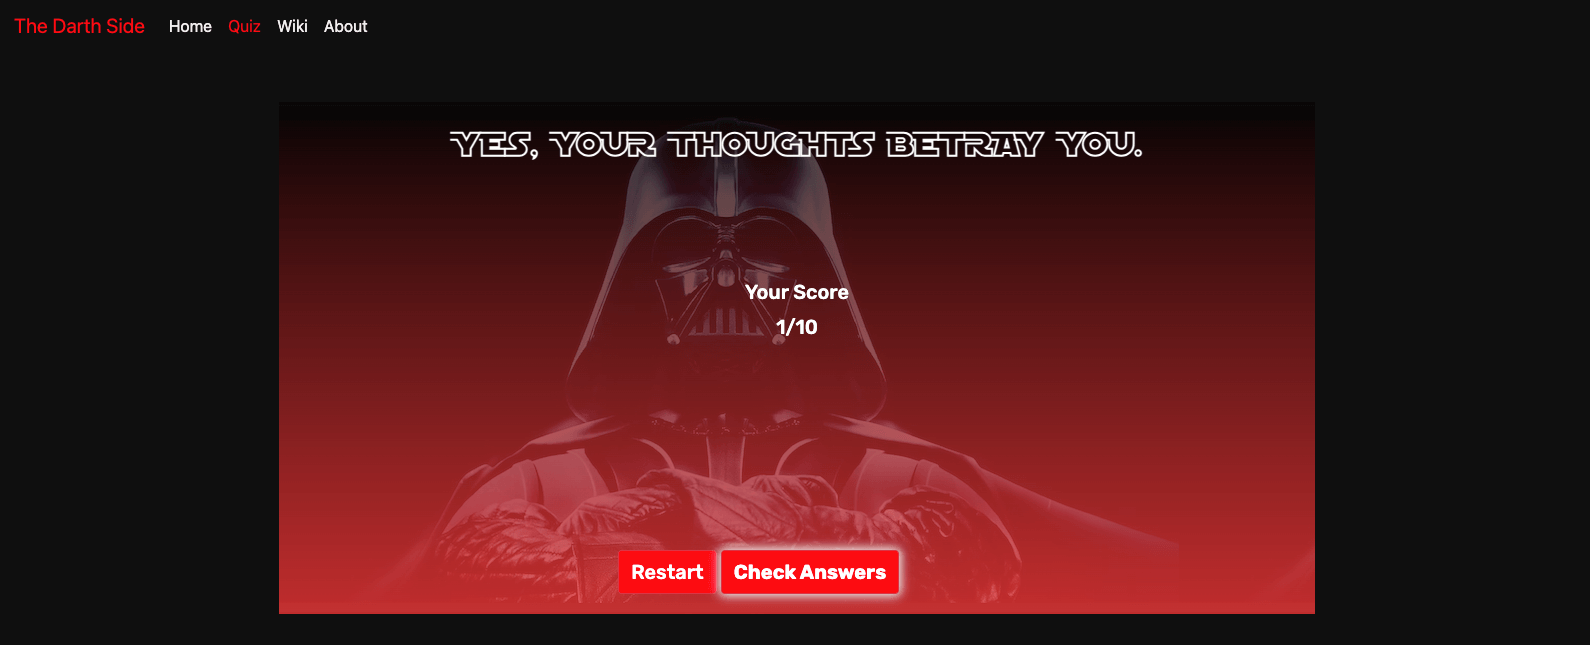 The Darth Side Home Quiz Wiki About
YES, YOUR THOUGHTS BETRAY YOU.
Your Score
1/10
Restart Check Answers